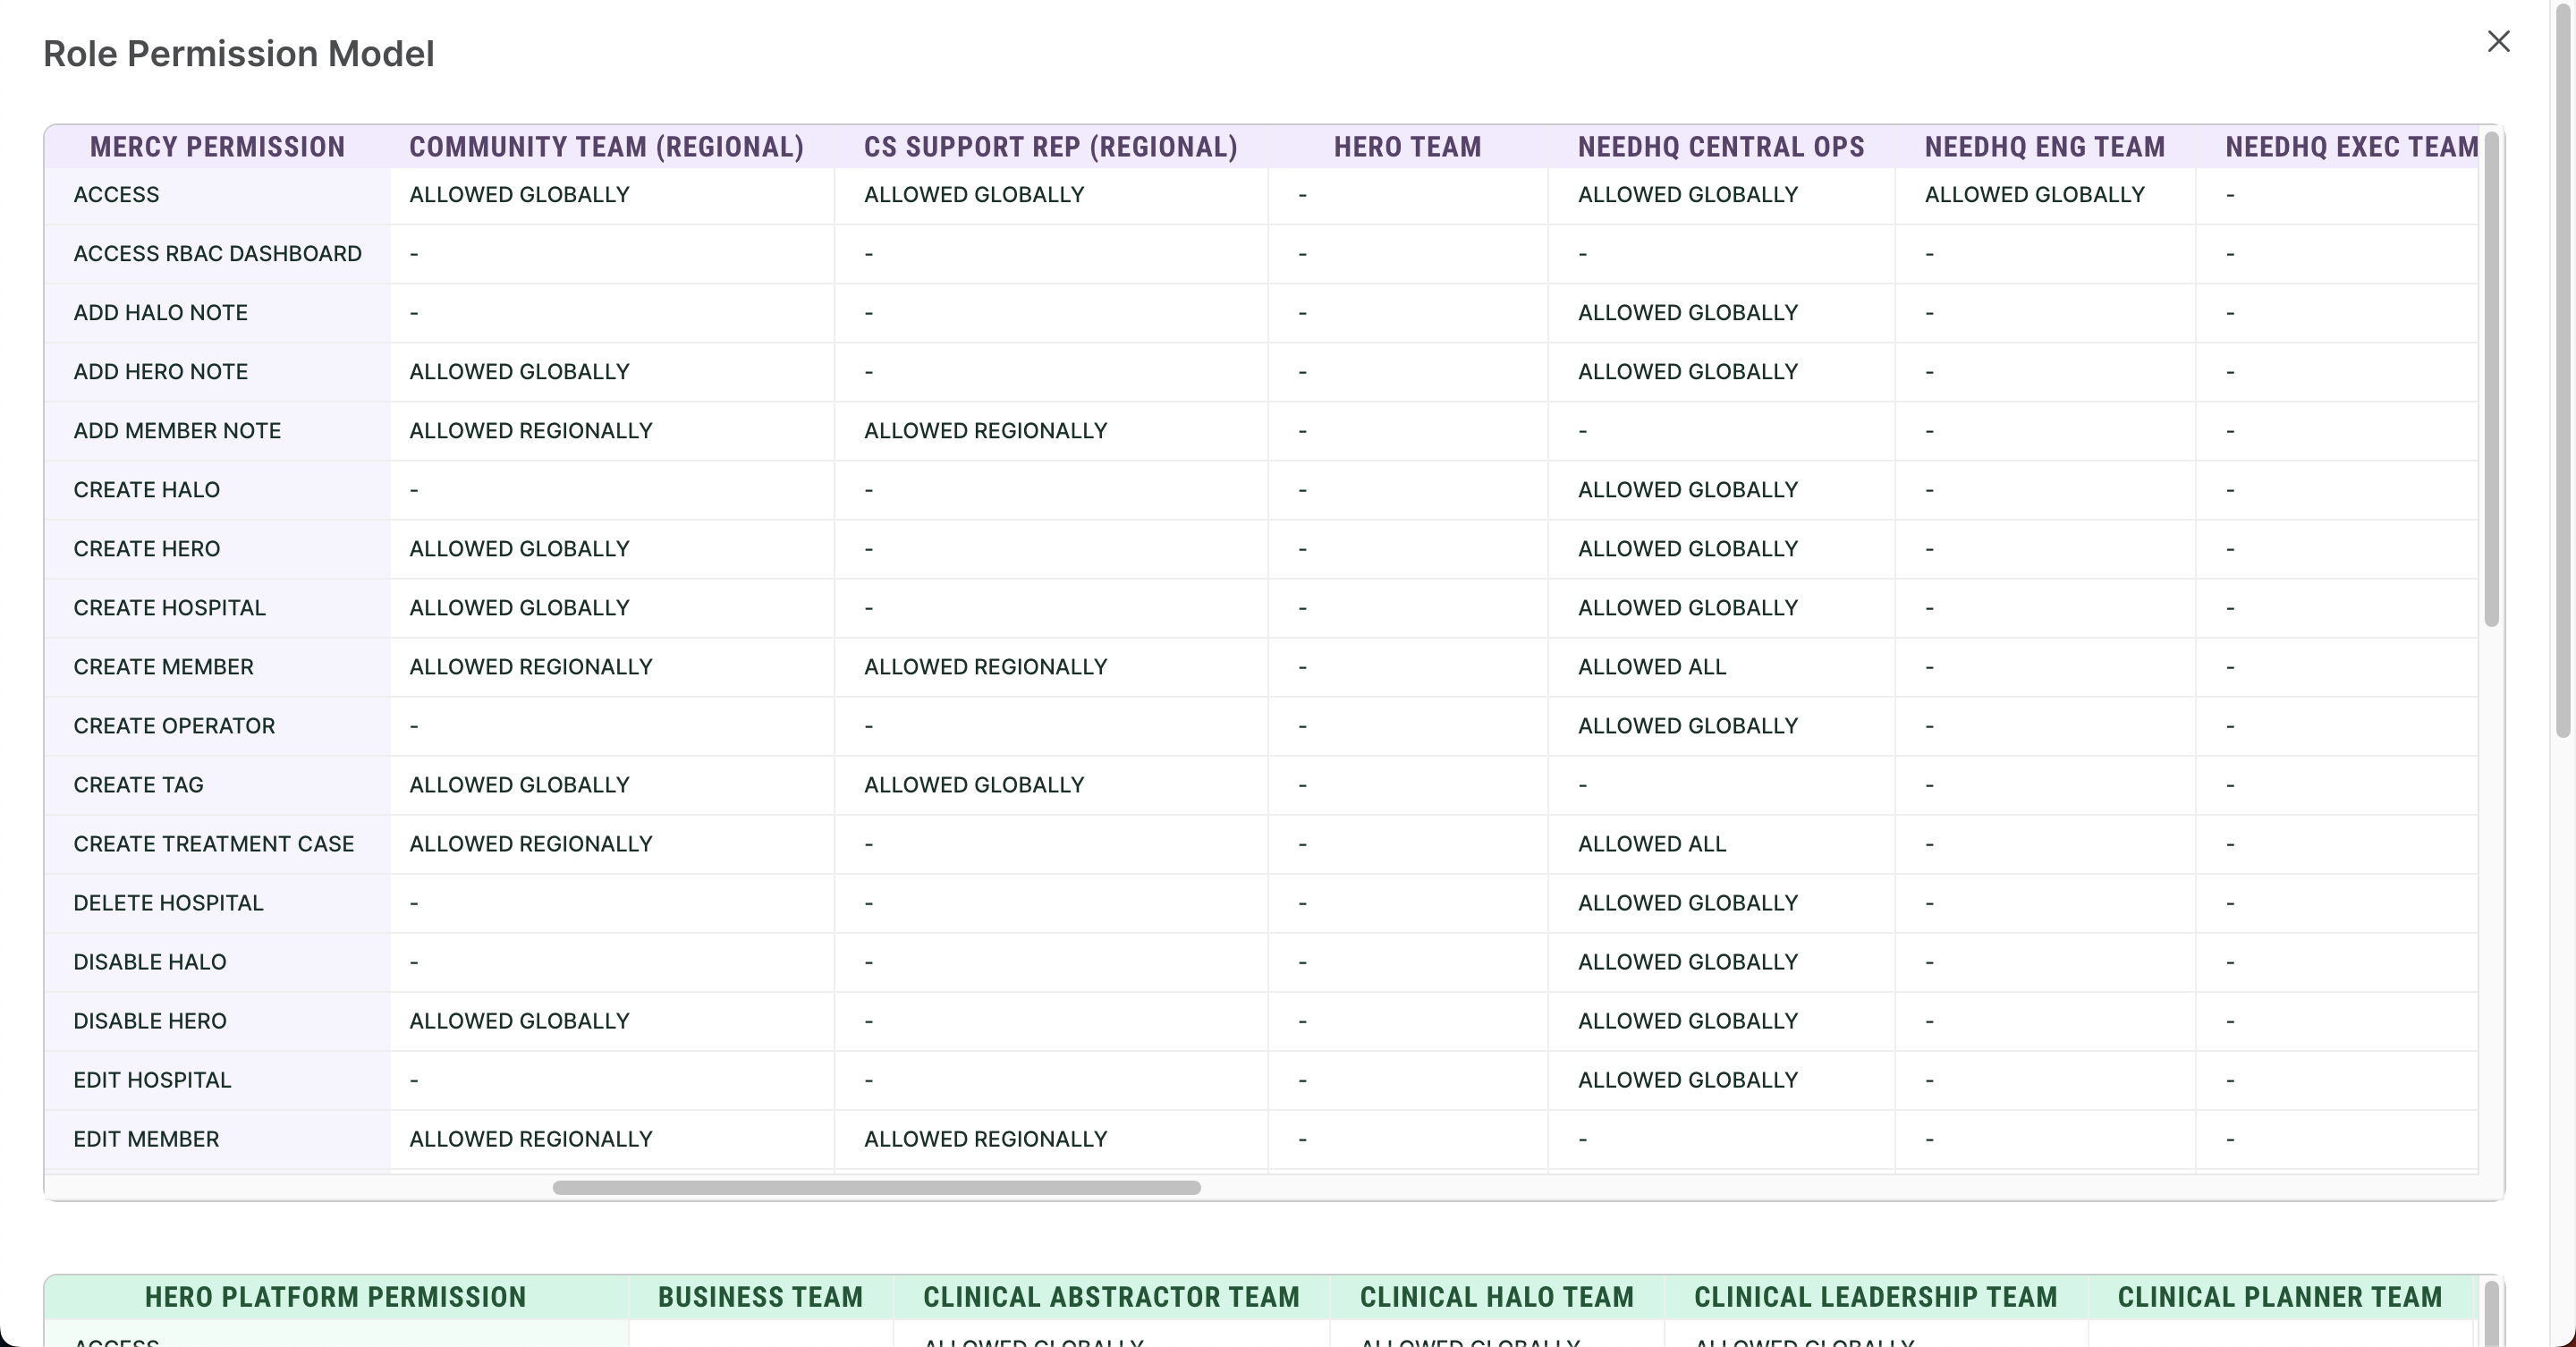 Role Permission Model
MERCY PERMISSION COMMUNITY TEAM (REGIONAL) CS SUPPORT REP (REGIONAL) HERO TEAM NEEDHQ CENTRAL OPS NEEDHQ ENG TEAM NEEDHQ EXEC TEAM
ACCESS ALLOWED GLOBALLY ALLOWED GLOBALLY - ALLOWED GLOBALLY ALLOWED GLOBALLY -
ACCESS RBAC DASHBOARD - - - - - -
ADD HALO NOTE - - - ALLOWED GLOBALLY - -
ADD HERO NOTE ALLOWED GLOBALLY - - ALLOWED GLOBALLY - -
ADD MEMBER NOTE ALLOWED REGIONALLY ALLOWED REGIONALLY - - - -
CREATE HALO - - - ALLOWED GLOBALLY - -
CREATE HERO ALLOWED GLOBALLY - - ALLOWED GLOBALLY - -
CREATE HOSPITAL ALLOWED GLOBALLY - - ALLOWED GLOBALLY - -
CREATE MEMBER ALLOWED REGIONALLY ALLOWED REGIONALLY - ALLOWED ALL - -
CREATE OPERATOR - - - ALLOWED GLOBALLY - -
CREATE TAG ALLOWED GLOBALLY ALLOWED GLOBALLY - - - -
CREATE TREATMENT CASE ALLOWED REGIONALLY - - ALLOWED ALL - -
DELETE HOSPITAL - - - ALLOWED GLOBALLY - -
DISABLE HALO - - - ALLOWED GLOBALLY - -
DISABLE HERO ALLOWED GLOBALLY - - ALLOWED GLOBALLY - -
EDIT HOSPITAL - - - ALLOWED GLOBALLY - -
EDIT MEMBER ALLOWED REGIONALLY ALLOWED REGIONALLY - - - -
HERO PLATFORM PERMISSION BUSINESS TEAM CLINICAL ABSTRACTOR TEAM CLINICAL HALO TEAM CLINICAL LEADERSHIP TEAM CLINICAL PLANNER TEAM
ACCESS ALLOWED GLOBALLY ALLOWED GLOBALLY ALLOWED GLOBALLY